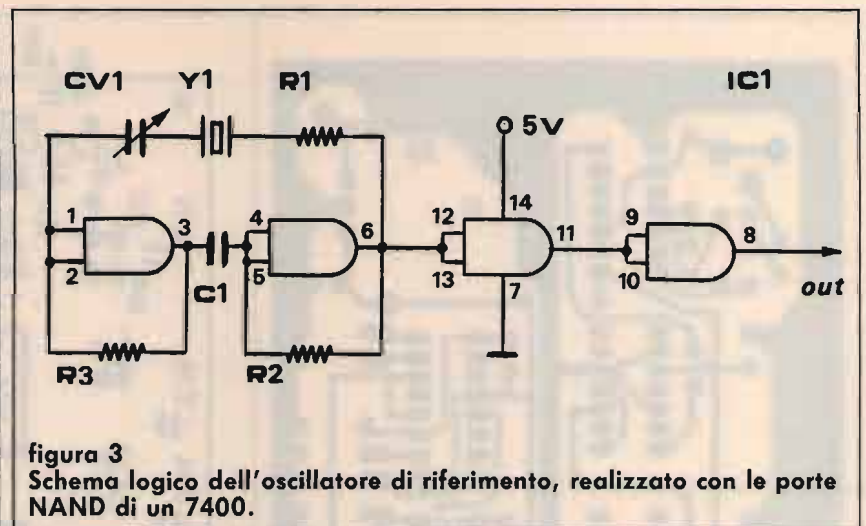 CV1 Y1 R1 IC1
5V
14
1
2
3
4
5
6
12
13
11
9
10
8
7
out
C1
R3
R2
figura 3
Schema logico dell'oscillatore di riferimento, realizzato con le porte
NAND di un 7400.